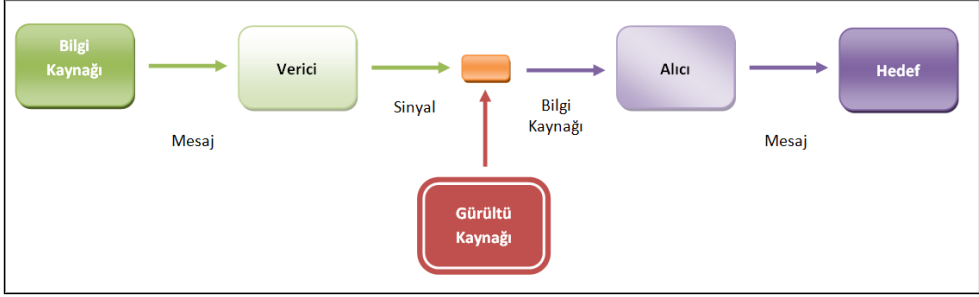 Bilgi
Kaynağı
Verici
Alıcı
Hedef
Sinyal
Bilgi
Kaynağı
Mesaj
Mesaj
Gürültü
Kaynağı